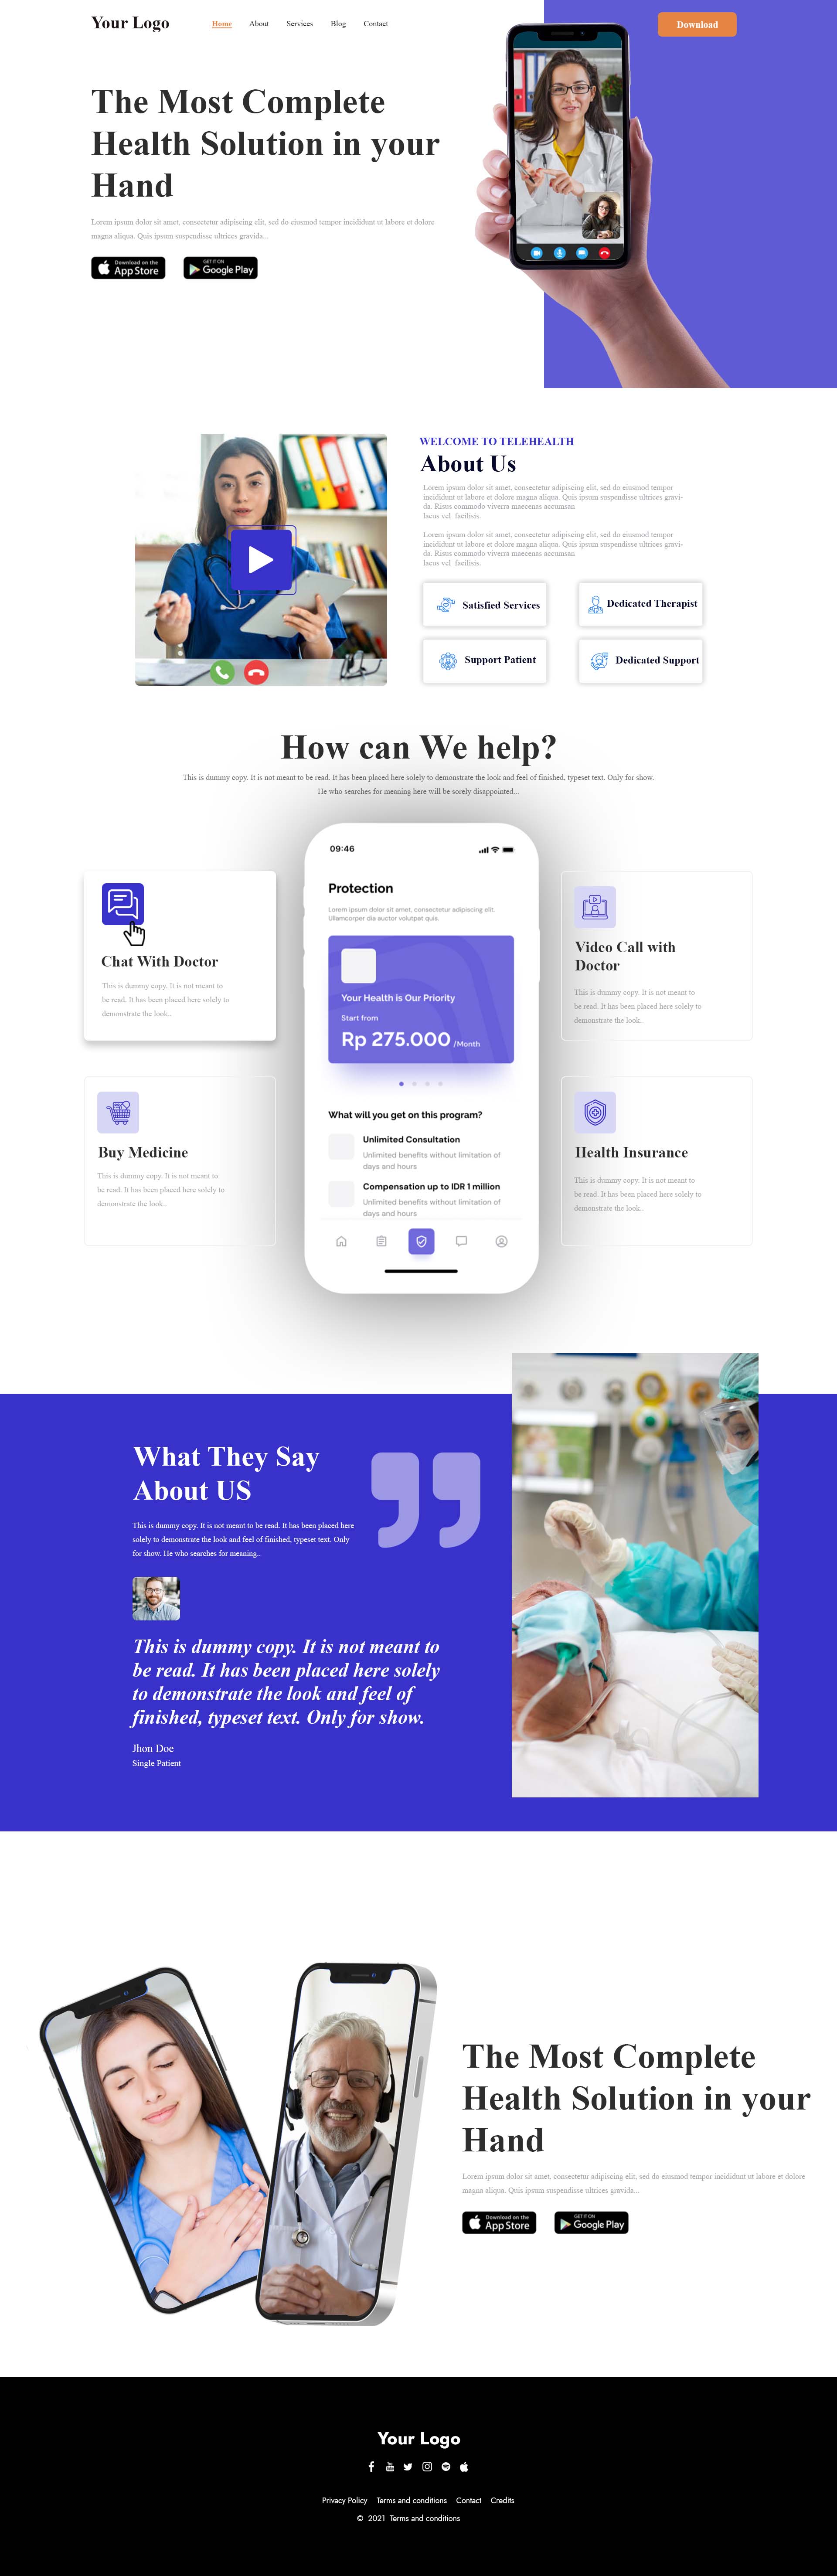 Your Logo
Home About Services Blog Contact
Download
The Most Complete
Health Solution in your
Hand
Lorem ipsum dolor sit amet, consectetur adipiscing elit, sed do eiusmod tempor incididunt ut labore et dolore
magna aliqua. Quis ipsum suspendisse ultrices gravida...
Download on the
App Store
GET IT ON
Google Play
WELCOME TO TELEHEALTH
About Us
Lorem ipsum dolor sit amet, consectetur adipiscing elit, sed do eiusmod tempor
incididunt ut labore et dolore magna aliqua. Quis ipsum suspendisse ultrices gravi-
da. Risus commodo viverra maecenas accumsan
lacus vel facilisis.
Lorem ipsum dolor sit amet, consectetur adipiscing elit, sed do eiusmod tempor
incididunt ut labore et dolore magna aliqua. Quis ipsum suspendisse ultrices gravi-
da. Risus commodo viverra maecenas accumsan
lacus vel facilisis.
Satisfied Services
Dedicated Therapist
Support Patient
Dedicated Support
How can We help?
This is dummy copy. It is not meant to be read. It has been placed here solely to demonstrate the look and feel of finished, typeset text. Only for show.
He who searches for meaning here will be sorely disappointed...
Chat With Doctor
This is dummy copy. It is not meant to
be read. It has been placed here solely to
demonstrate the look..
Buy Medicine
This is dummy copy. It is not meant to
be read. It has been placed here solely to
demonstrate the look..
09:46
Protection
Lorem ipsum dolor sit amet, consectetur adipiscing elit.
Ullamcorper dia auctor volutpat quis.
Your Health is Our Priority
Start from
Rp 275.000 /Month
What will you get on this program?
Unlimited Consultation
Unlimited benefits without limitation of
days and hours
Compensation up to IDR 1 million
Unlimited benefits without limitation of
days and hours
Video Call with
Doctor
This is dummy copy. It is not meant to
be read. It has been placed here solely to
demonstrate the look..
Health Insurance
This is dummy copy. It is not meant to
be read. It has been placed here solely to
demonstrate the look..
What They Say
About US
This is dummy copy. It is not meant to be read. It has been placed here
solely to demonstrate the look and feel of finished, typeset text. Only
for show. He who searches for meaning..
This is dummy copy. It is not meant to
be read. It has been placed here solely
to demonstrate the look and feel of
finished, typeset text. Only for show.
Jhon Doe
Single Patient
The Most Complete
Health Solution in your
Hand
Lorem ipsum dolor sit amet, consectetur adipiscing elit, sed do eiusmod tempor incididunt ut labore et dolore
magna aliqua. Quis ipsum suspendisse ultrices gravida...
Download on the
App Store
GET IT ON
Google Play
Your Logo
Privacy Policy Terms and conditions Contact Credits
© 2021 Terms and conditions